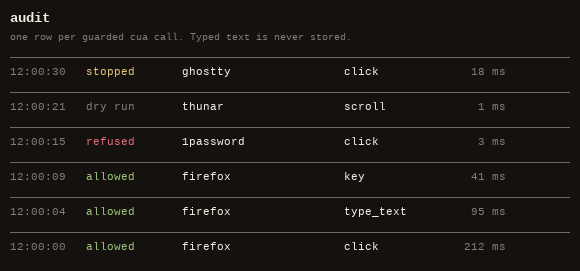 audit
one row per guarded cua call. Typed text is never stored.
12:00:30 stopped ghostty click 18 ms
12:00:21 dry run thunar scroll 1 ms
12:00:15 refused 1password click 3 ms
12:00:09 allowed firefox key 41 ms
12:00:04 allowed firefox type_text 95 ms
12:00:00 allowed firefox click 212 ms